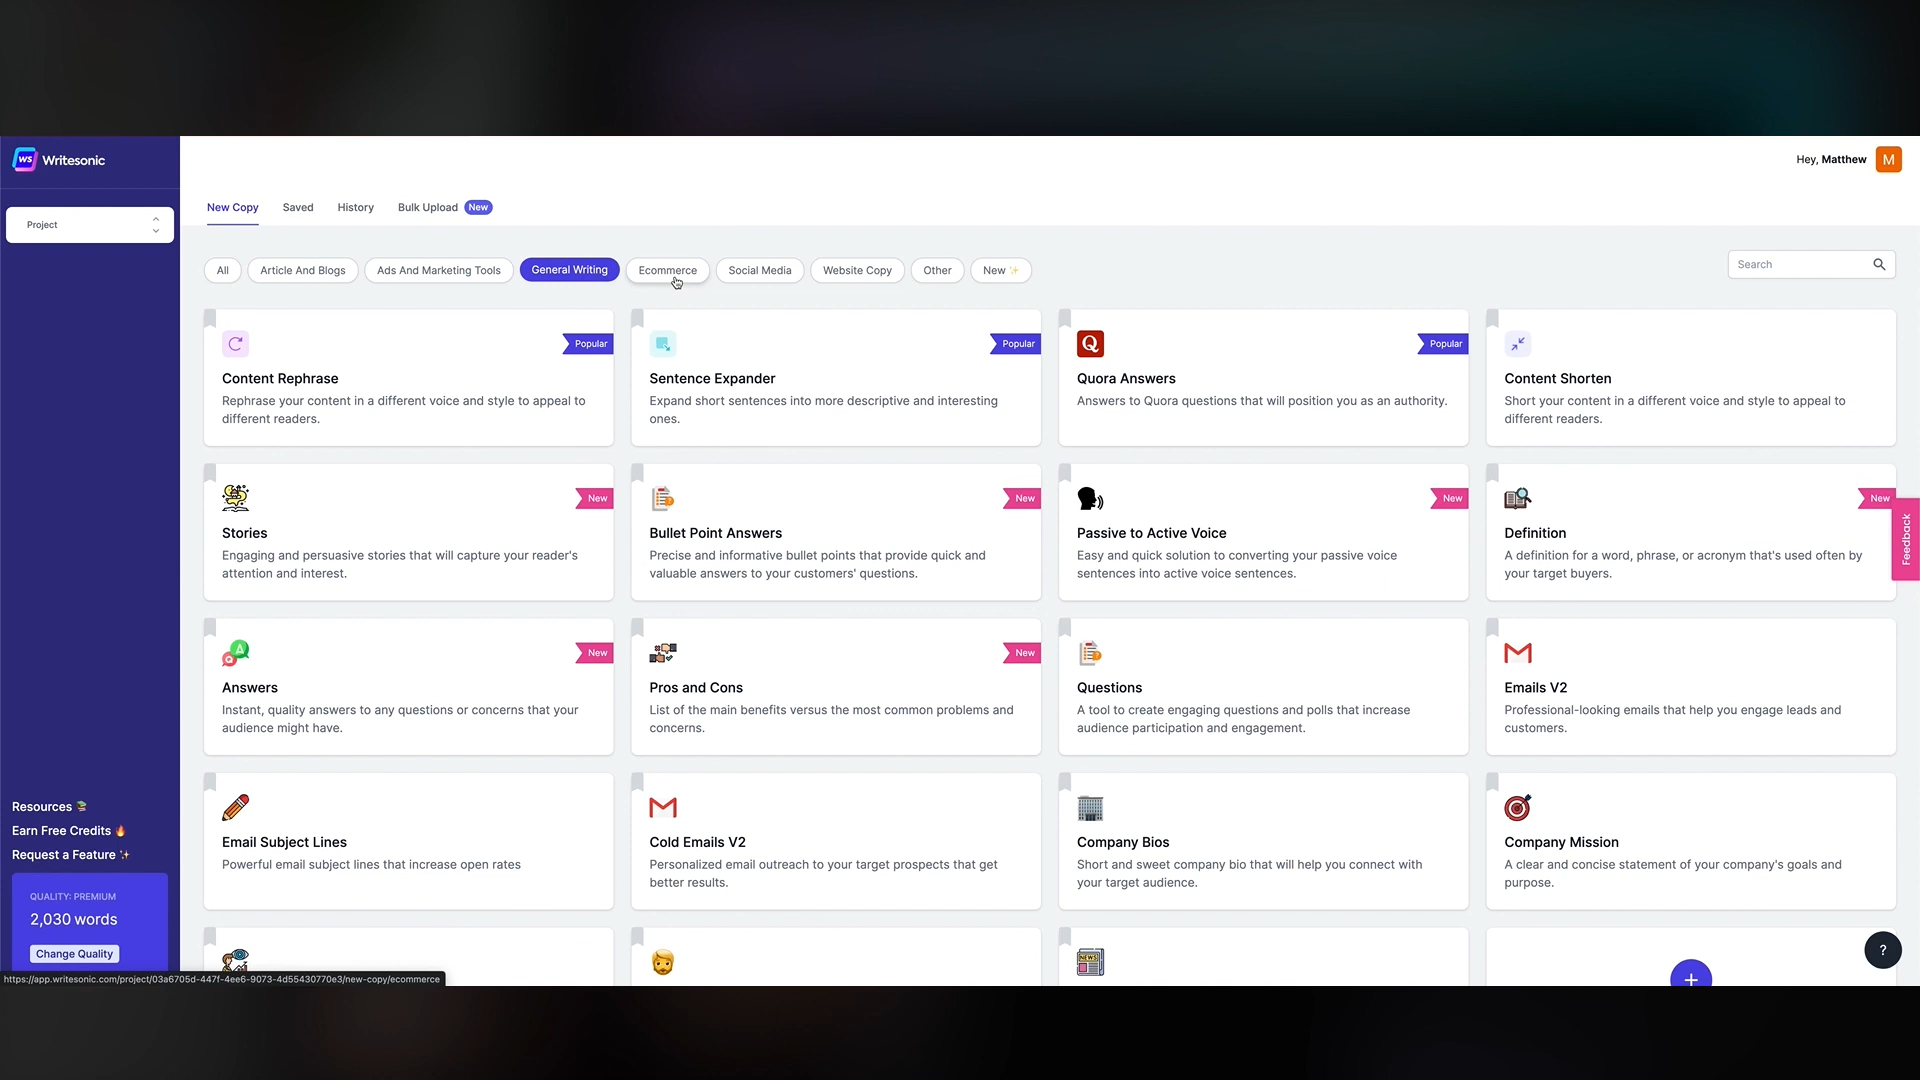 WS Writesonic
Hey, Matthew M
Project
New Copy Saved History Bulk Upload New
All Article And Blogs Ads And Marketing Tools General Writing Ecommerce Social Media Website Copy Other New
Search
Popular
Content Rephrase
Rephrase your content in a different voice and style to appeal to
different readers.
Popular
Sentence Expander
Expand short sentences into more descriptive and interesting
ones.
Q
Popular
Quora Answers
Answers to Quora questions that will position you as an authority.
Content Shorten
Short your content in a different voice and style to appeal to
different readers.
New
Stories
Engaging and persuasive stories that will capture your reader's
attention and interest.
New
Bullet Point Answers
Precise and informative bullet points that provide quick and
valuable answers to your customers' questions.
New
Passive to Active Voice
Easy and quick solution to converting your passive voice
sentences into active voice sentences.
New
Definition
A definition for a word, phrase, or acronym that's used often by
your target buyers.
Feedback
A
Q
New
Answers
Instant, quality answers to any questions or concerns that your
audience might have.
New
Pros and Cons
List of the main benefits versus the most common problems and
concerns.
Questions
A tool to create engaging questions and polls that increase
audience participation and engagement.
Emails V2
Professional-looking emails that help you engage leads and
customers.
Email Subject Lines
Powerful email subject lines that increase open rates
Cold Emails V2
Personalized email outreach to your target prospects that get
better results.
Company Bios
Short and sweet company bio that will help you connect with
your target audience.
Company Mission
A clear and concise statement of your company's goals and
purpose.
NEWS
+
?
Resources
Earn Free Credits
Request a Feature
QUALITY: PREMIUM
2,030 words
Change Quality
https://app.writesonic.com/project/03a6705d-447f-4ee6-9073-4d55430770e3/new-copy/ecommerce